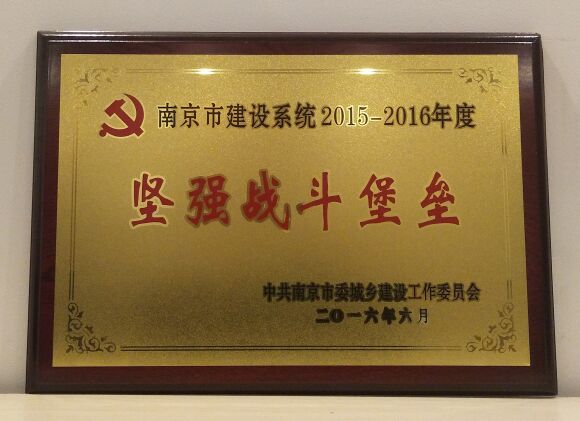 南京市建设系统2015-2016年度
坚强战斗堡垒
中共南京市委城乡建设工作委员会
二〇一六年六月